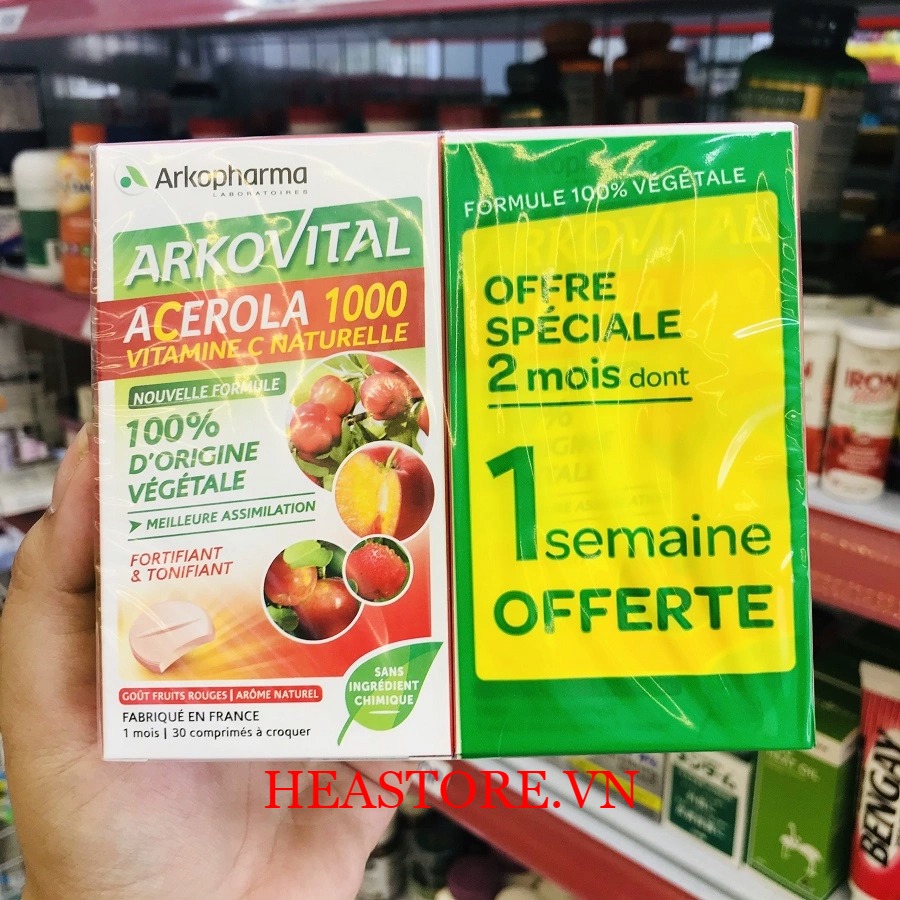 Arkopharma
LABORATOIRES
ARKOVITAL
ACEROLA 1000
VITAMINE C NATURELLE
NOUVELLE FORMULE
100%
D'ORIGINE
VÉGÉTALE
MEILLEURE ASSIMILATION
FORTIFIANT
& TONIFIANT
GOÛT FRUITS ROUGES | ARÔME NATUREL
FABRIQUÉ EN FRANCE
1 mois | 30 comprimés à croquer
SANS
INGRÉDIENT
CHIMIQUE
FORMULE 100% VÉGÉTALE
OFFRE
SPÉCIALE
2 mois dont
1 semaine
OFFERTE
IRON
BENGAY
HEASTORE.VN